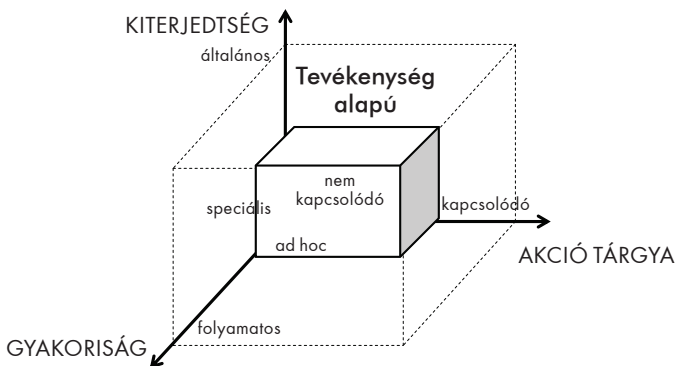 KITERJEDTSÉG
általános
Tevékenység
alapú
nem
kapcsolódó
speciális
kapcsolódó
ad hoc
AKCIÓ TÁRGYA
folyamatos
GYAKORISÁG